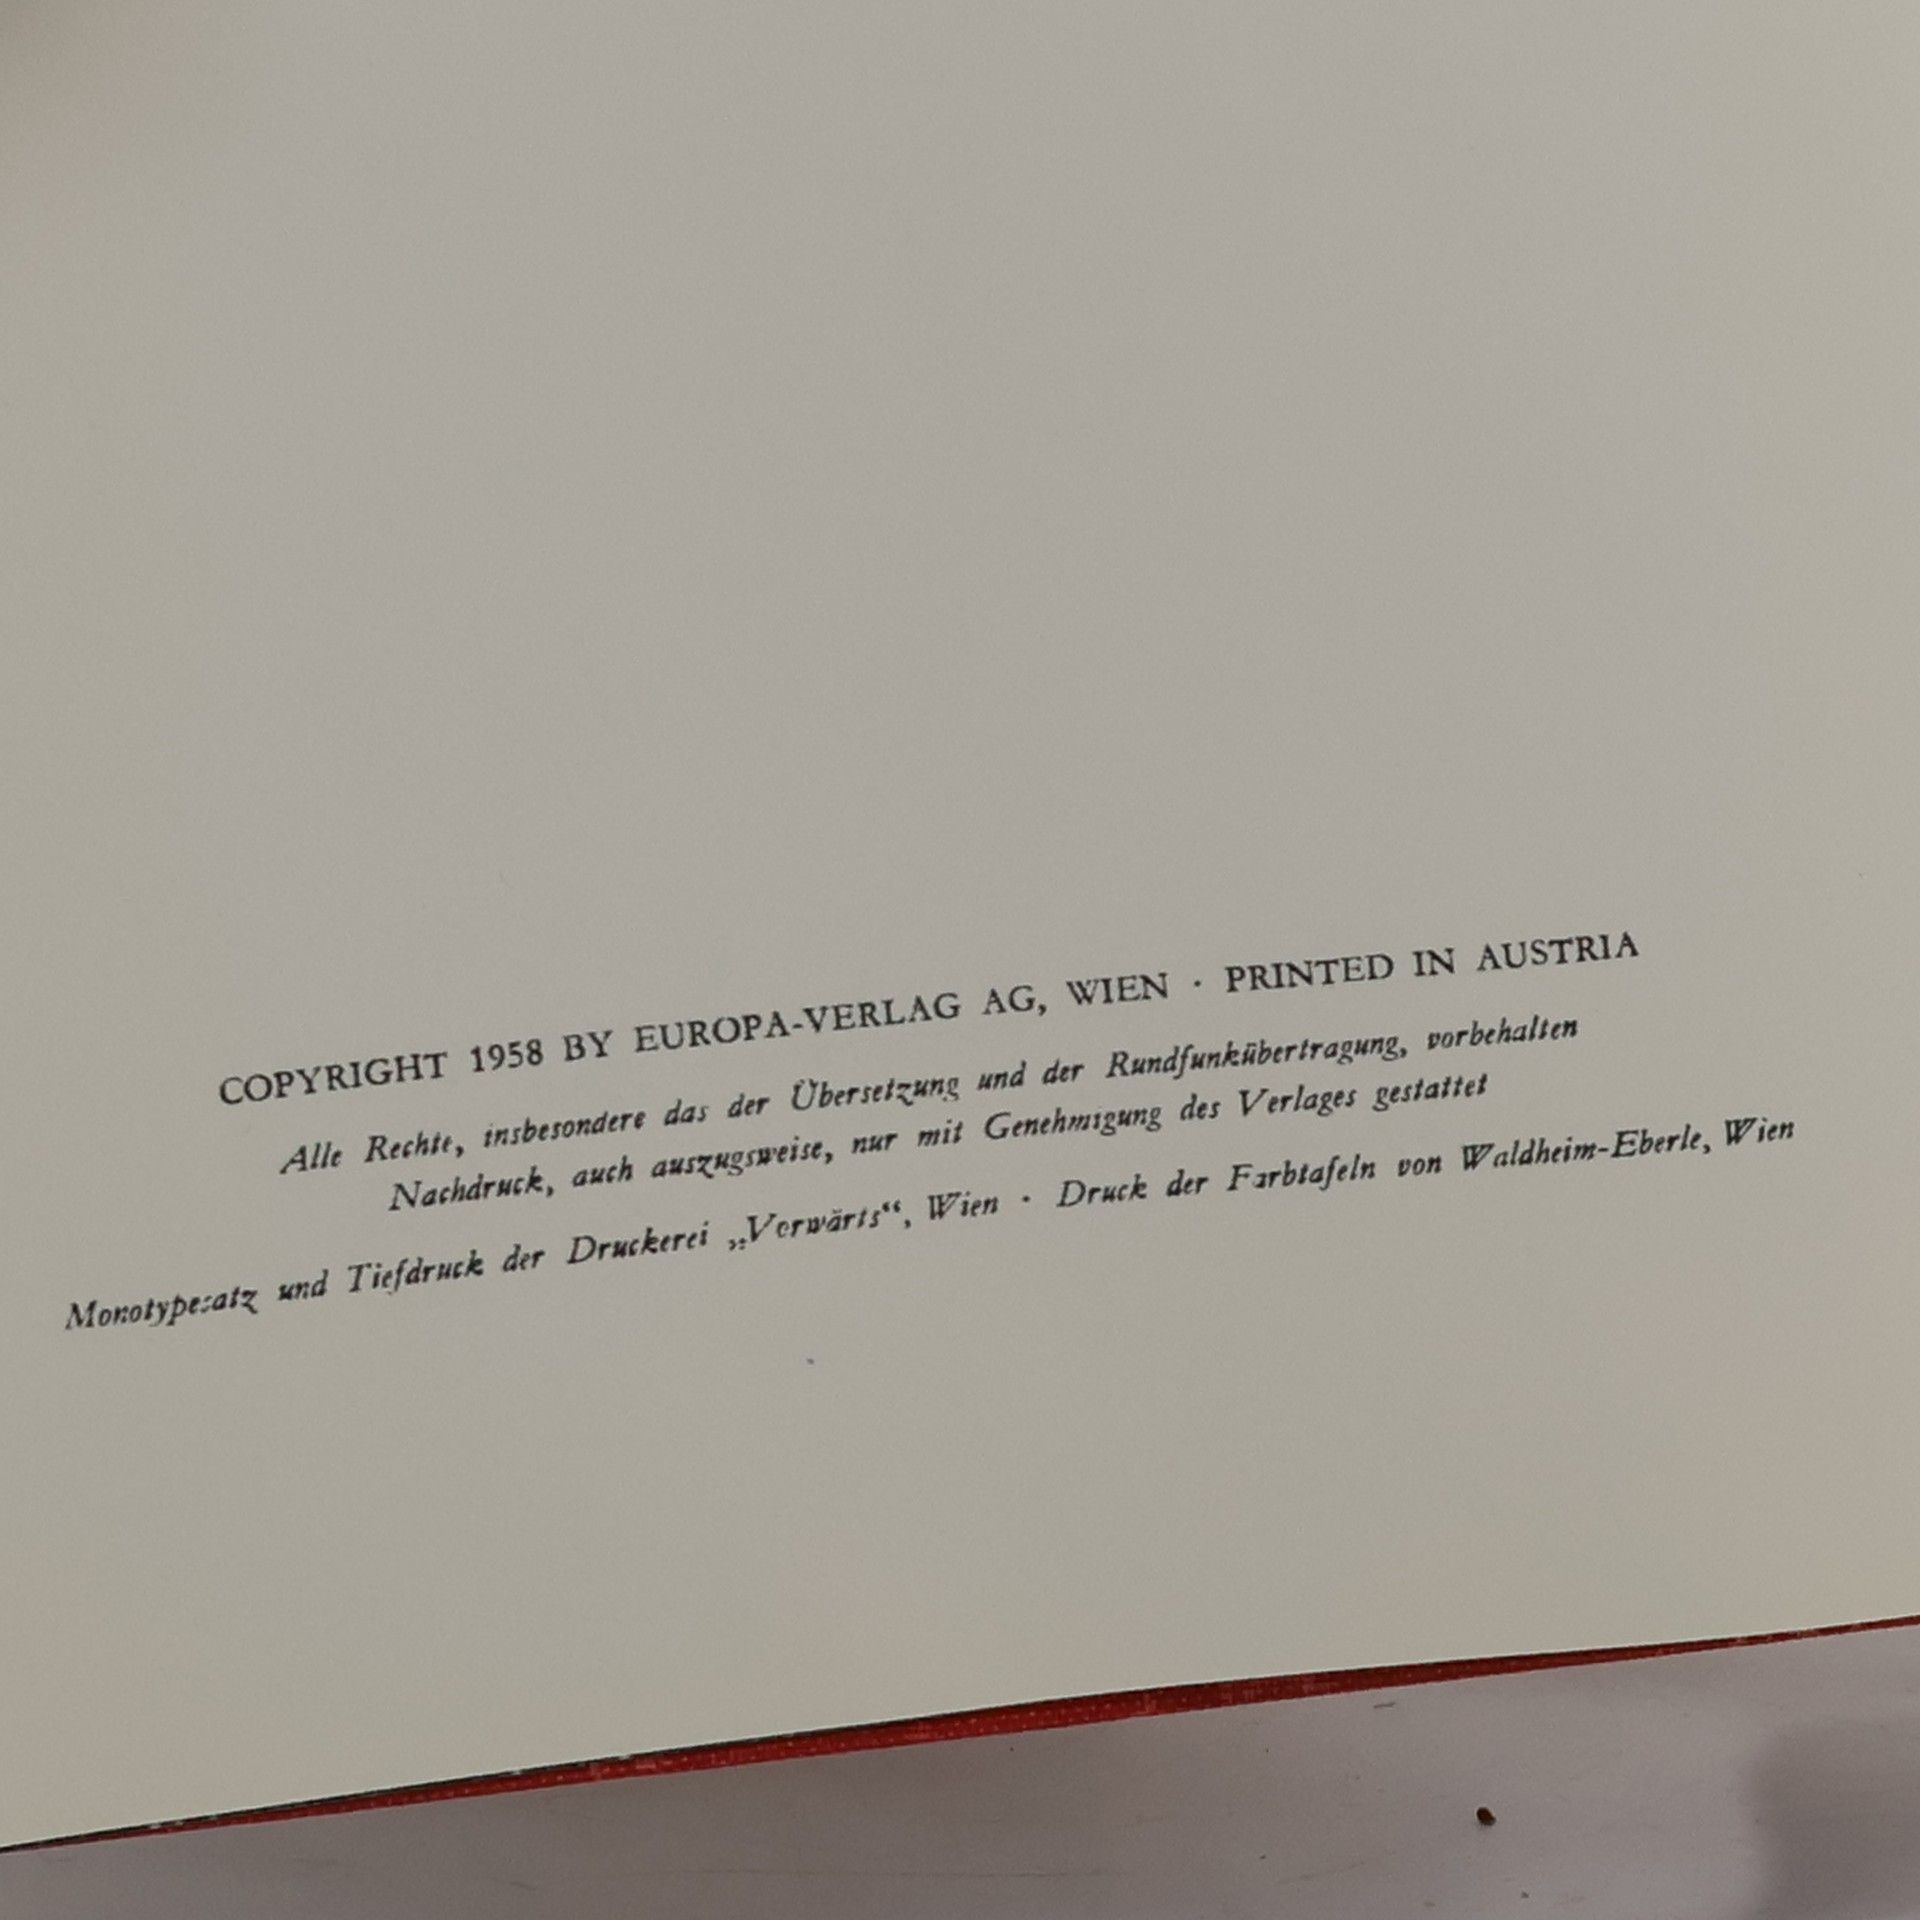 COPYRIGHT 1958 BY EUROPA-VERLAG AG, WIEN · PRINTED IN AUSTRIA
Alle Rechte, insbesondere das der Übersetzung und der Rundfunkübertragung, vorbehalten
Nachdruck, auch auszugsweise, nur mit Genehmigung des Verlages gestattet
Monotypesatz und Tiefdruck der Druckerei „Vorwärts“, Wien · Druck der Farbtafeln von Waldheim-Eberle, Wien